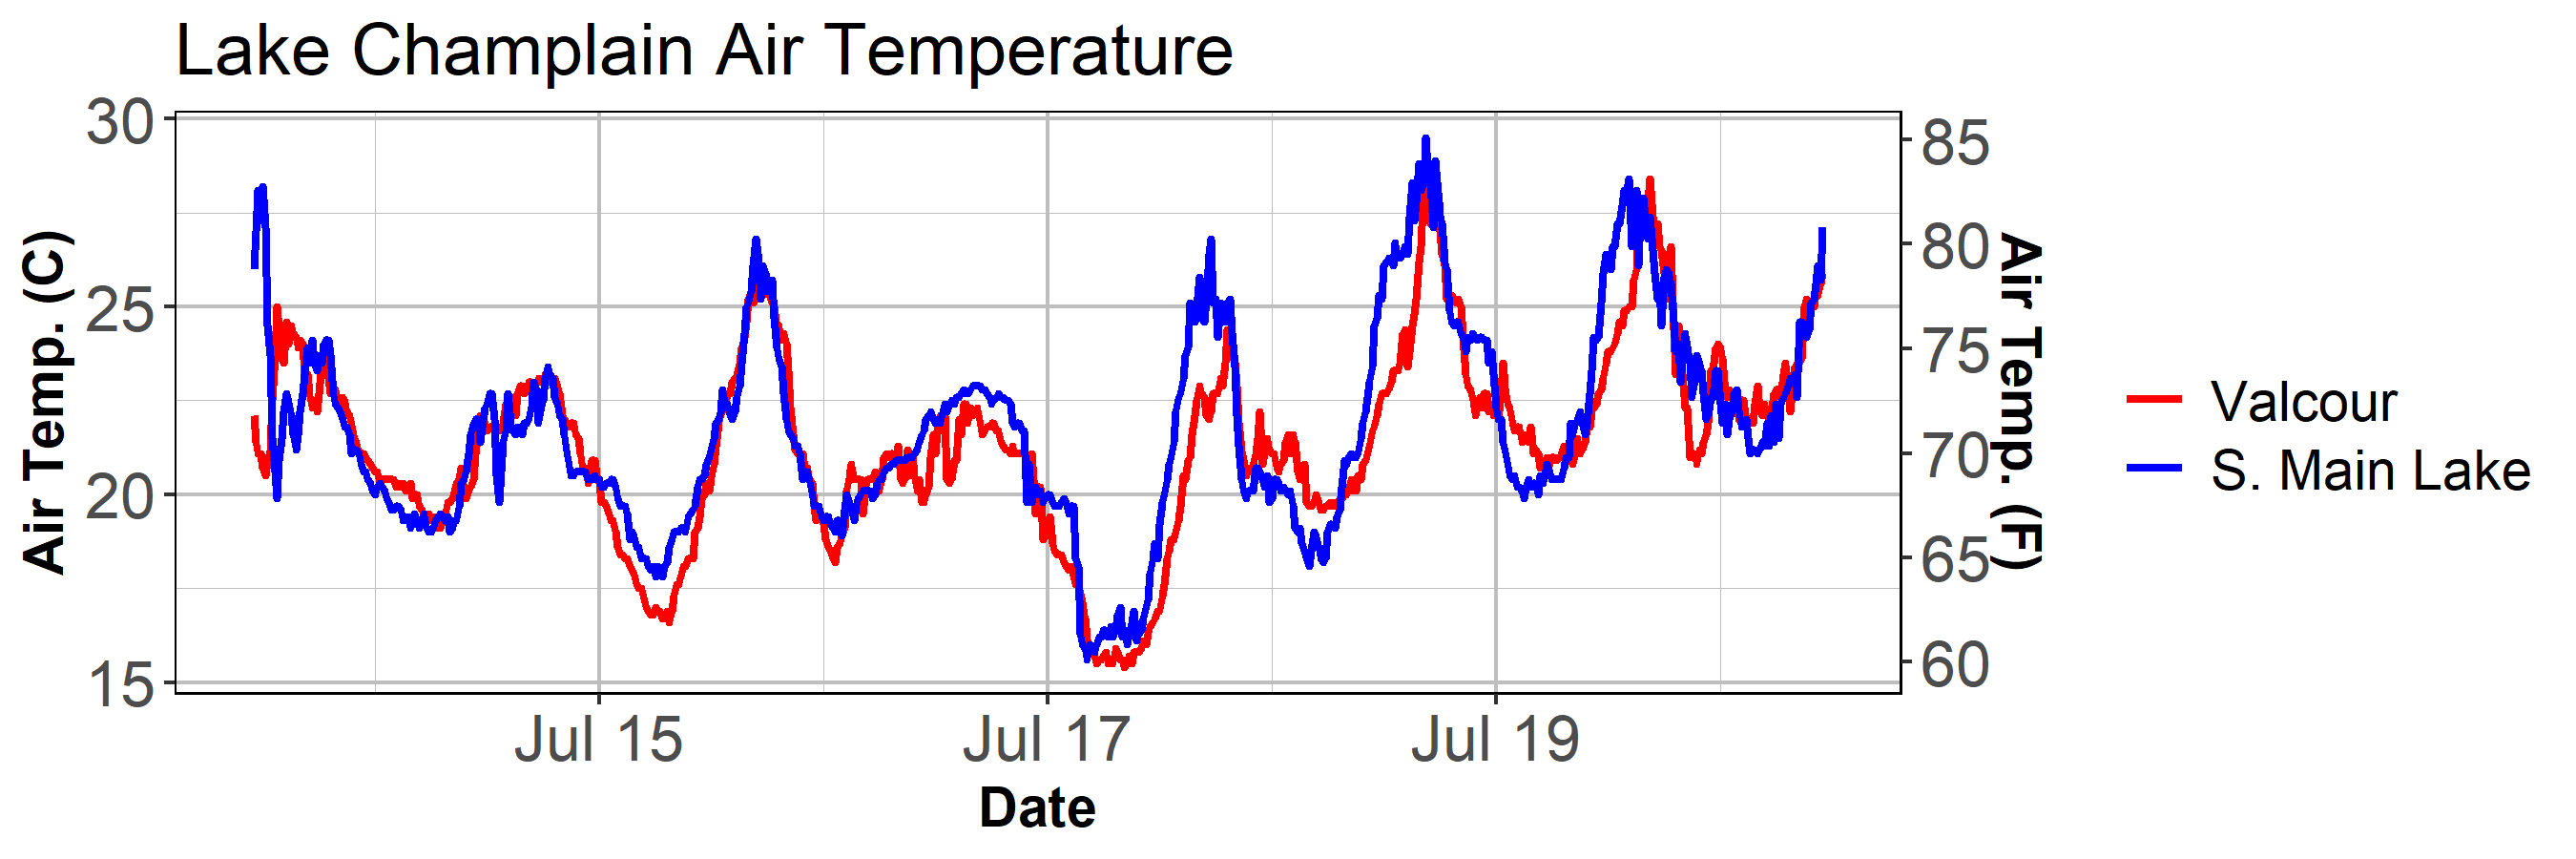 Lake Champlain Air Temperature
30
25
20
15
Air Temp. (C)
85
80
75
70
65
60
Air Temp. (F)
Jul 15
Jul 17
Jul 19
Date
Valcour
S. Main Lake